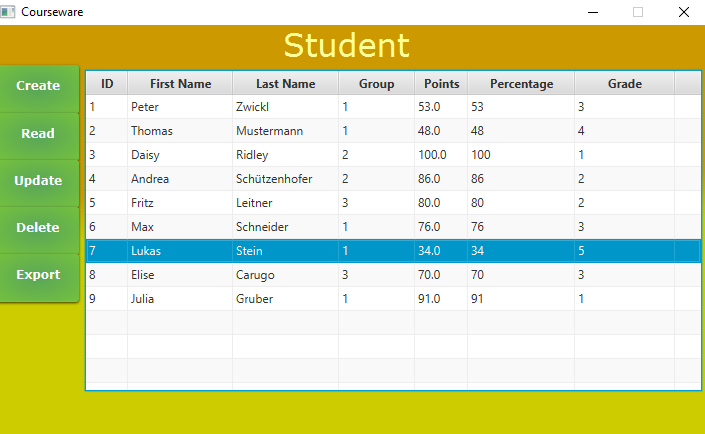 Courseware
Student
Create
Read
Update
Delete
Export
ID First Name Last Name Group Points Percentage Grade
1 Peter Zwickl 1 53.0 53 3
2 Thomas Mustermann 1 48.0 48 4
3 Daisy Ridley 2 100.0 100 1
4 Andrea Schützenhofer 2 86.0 86 2
5 Fritz Leitner 3 80.0 80 2
6 Max Schneider 1 76.0 76 3
7 Lukas Stein 1 34.0 34 5
8 Elise Carugo 3 70.0 70 3
9 Julia Gruber 1 91.0 91 1